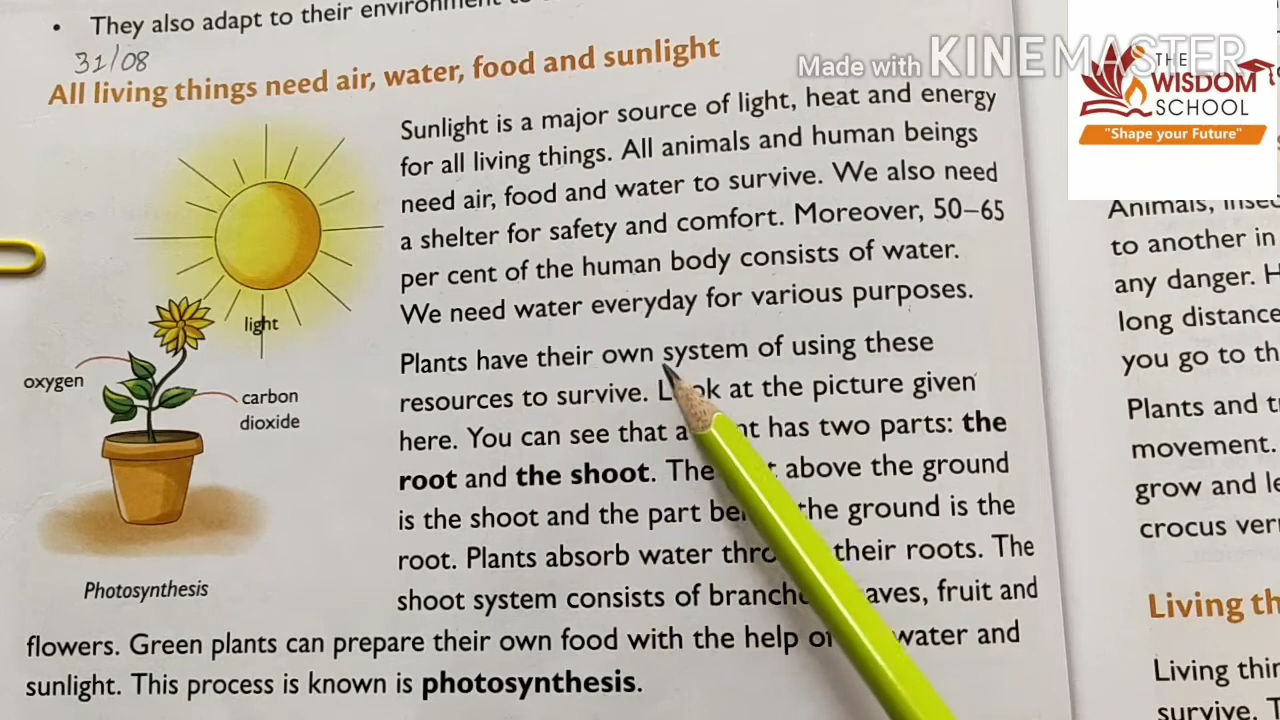 • They also adapt to their environment to
31/08
All living things need air, water, food and sunlight
Sunlight is a major source of light, heat and energy
for all living things. All animals and human beings
need air, food and water to survive. We also need
a shelter for safety and comfort. Moreover, 50–65
per cent of the human body consists of water.
We need water everyday for various purposes.
light
oxygen
carbon
dioxide
Photosynthesis
Plants have their own system of using these
resources to survive. Look at the picture given
here. You can see that a has two parts: the
root and the shoot. The above the ground
is the shoot and the part the ground is the
root. Plants absorb water through their roots. The
shoot system consists of branches, leaves, fruit and
flowers. Green plants can prepare their own food with the help of water and
sunlight. This process is known is photosynthesis.
Made with KINEMASTER
THE
WISDOM
SCHOOL
"Shape your Future"
Animals,
to another in
any danger.
long distance
you go to th
Plants and t
movement.
grow and le
crocus ver
Living th
Living thi
survive. T